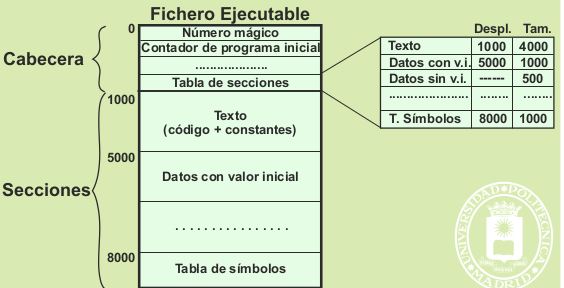 Fichero Ejecutable
0
Cabecera
Número mágico
Contador de programa inicial
....................
Tabla de secciones
1000
Secciones
Texto
(código + constantes)
5000
Datos con valor inicial
. . . . . . . . . . . . . . . .
8000
Tabla de símbolos
Despl. Tam.
Texto 1000 4000
Datos con v.i. 5000 1000
Datos sin v.i. ------ 500
...................... ........ ........
T. Símbolos 8000 1000
UNIVERSIDAD POLITECNICA
MADRID